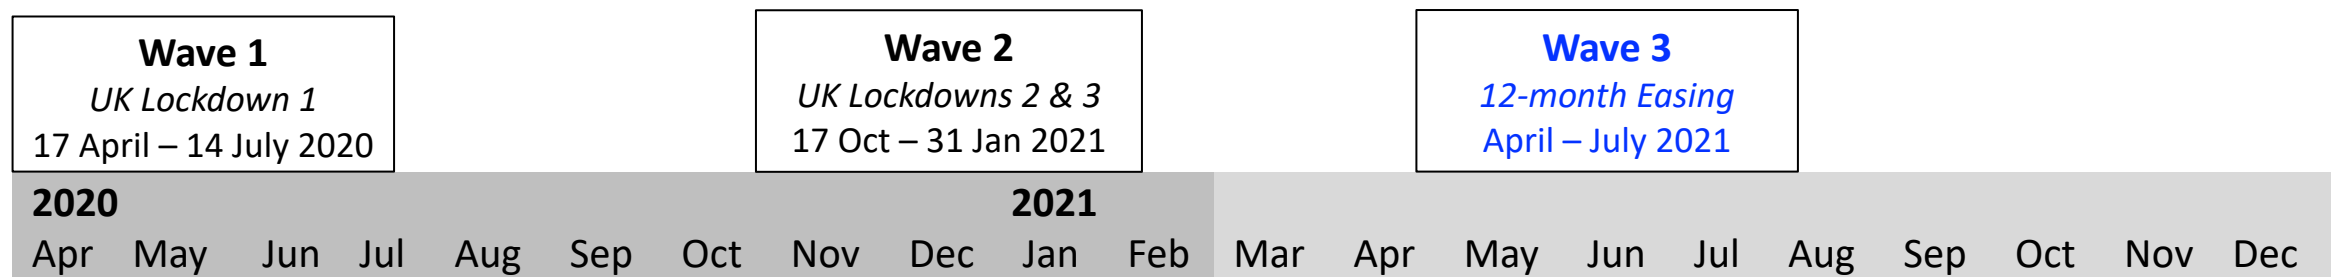 Wave 1
UK Lockdown 1
17 April – 14 July 2020
Wave 2
UK Lockdowns 2 & 3
17 Oct – 31 Jan 2021
Wave 3
12-month Easing
April – July 2021
2020 2021
Apr May Jun Jul Aug Sep Oct Nov Dec Jan Feb Mar Apr May Jun Jul Aug Sep Oct Nov Dec